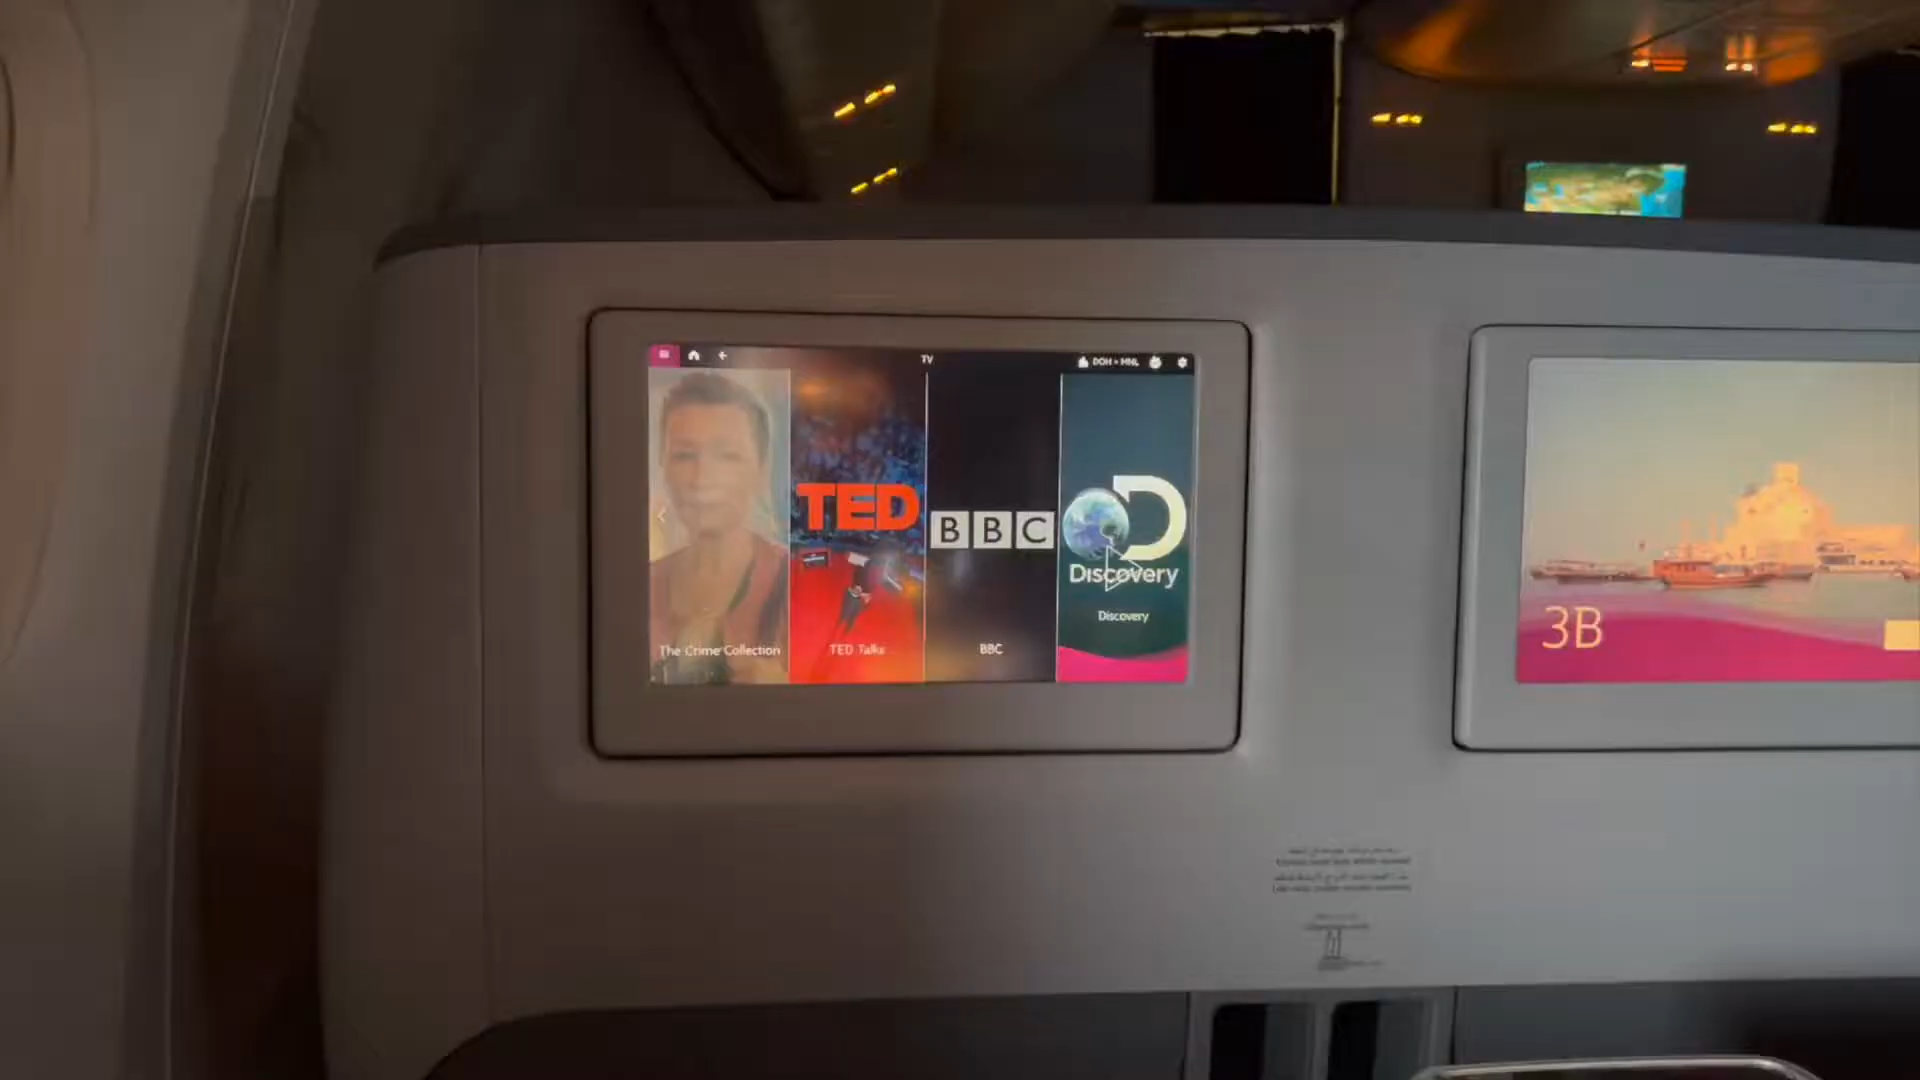 TV
DOH • MNL
TED
BBC
Discovery
The Crime Collection
TED Talks
BBC
Discovery
3B